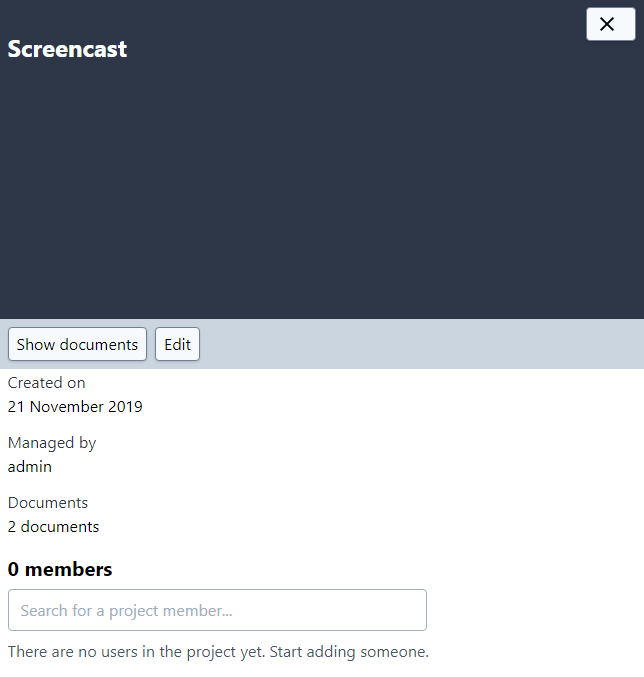 Screencast
Show documents
Edit
Created on
21 November 2019
Managed by
admin
Documents
2 documents
0 members
Search for a project member...
There are no users in the project yet. Start adding someone.